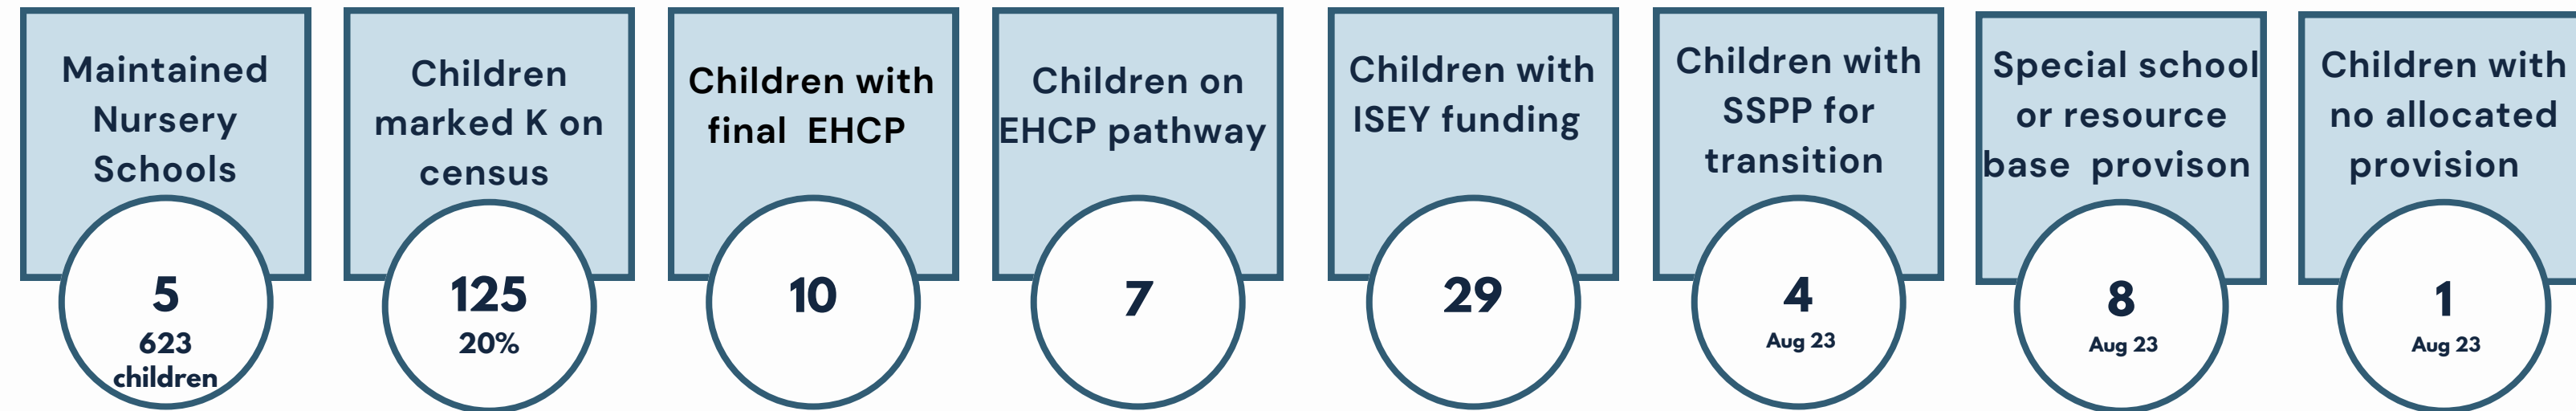 Maintained
Nursery
Schools
5
623
children
Children
marked K on
census
125
20%
Children with
final EHCP
10
Children on
EHCP pathway
7
Children with
ISEY funding
29
Children with
SSPP for
transition
4
Aug 23
Special school
or resource
base provison
8
Aug 23
Children with
no allocated
provision
1
Aug 23